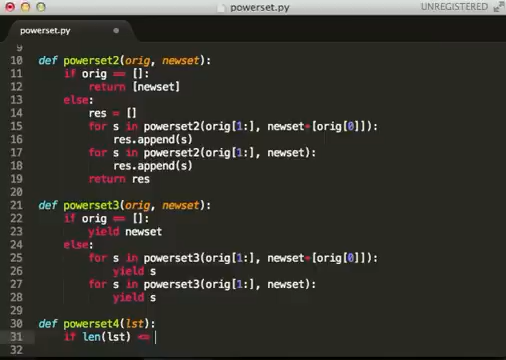 powerset.py
UNREGISTERED
powerset.py
9
10 def powerset2(orig, newset):
11 if orig == []:
12 return [newset]
13 else:
14 res = []
15 for s in powerset2(orig[1:], newset+[orig[0]]):
16 res.append(s)
17 for s in powerset2(orig[1:], newset):
18 res.append(s)
19 return res
20
21 def powerset3(orig, newset):
22 if orig == []:
23 yield newset
24 else:
25 for s in powerset3(orig[1:], newset+[orig[0]]):
26 yield s
27 for s in powerset3(orig[1:], newset):
28 yield s
29
30 def powerset4(lst):
31 if len(lst) <=
32